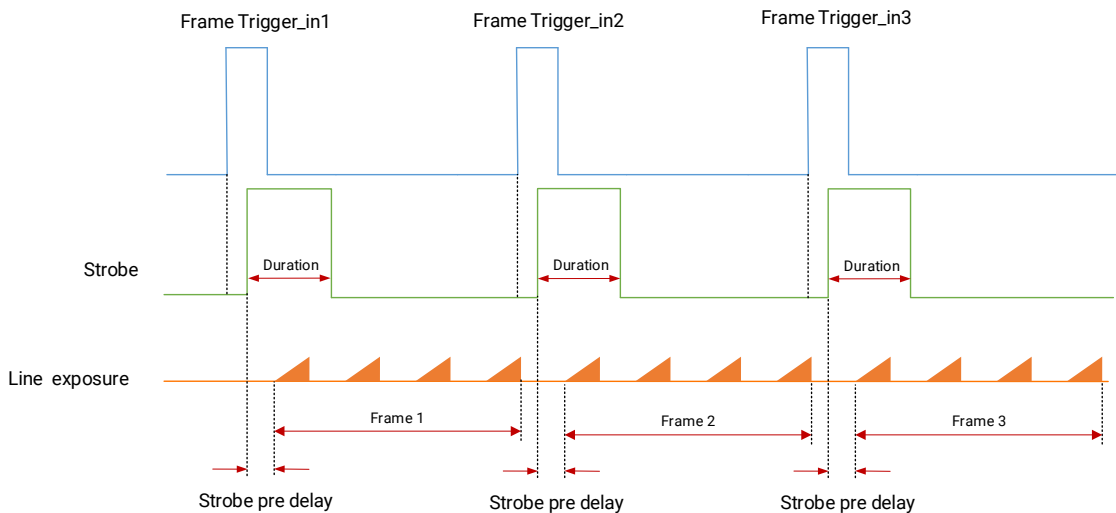 Frame Trigger_in1
Frame Trigger_in2
Frame Trigger_in3
Strobe
Duration
Duration
Duration
Line exposure
Frame 1
Frame 2
Frame 3
Strobe pre delay
Strobe pre delay
Strobe pre delay